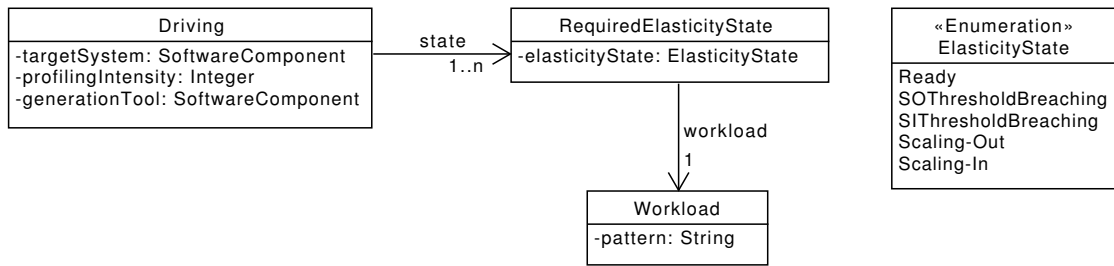 Driving
-targetSystem: SoftwareComponent
-profilingIntensity: Integer
-generationTool: SoftwareComponent
state
1..n
RequiredElasticityState
-elasticityState: ElasticityState
workload
1
Workload
-pattern: String
«Enumeration»
ElasticityState
Ready
SOThresholdBreaching
SIThresholdBreaching
Scaling-Out
Scaling-In